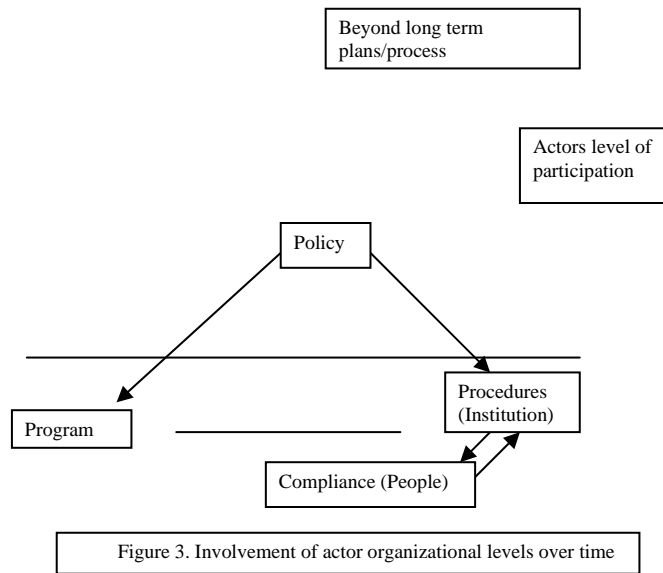 Beyond long term
plans/process
Actors level of
participation
Policy
Procedures
(Institution)
Program
Compliance (People)
Figure 3. Involvement of actor organizational levels over time